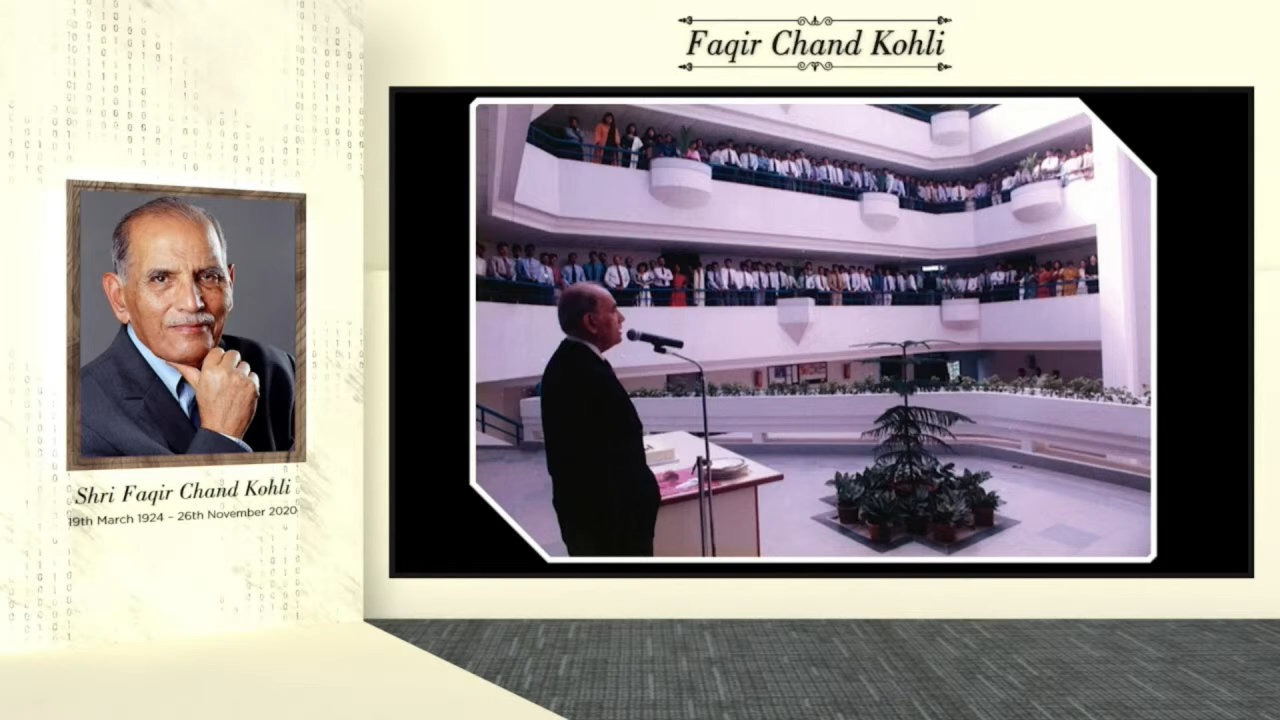 Faqir Chand Kohli
Shri Faqir Chand Kohli
19th March 1924 – 26th November 2020